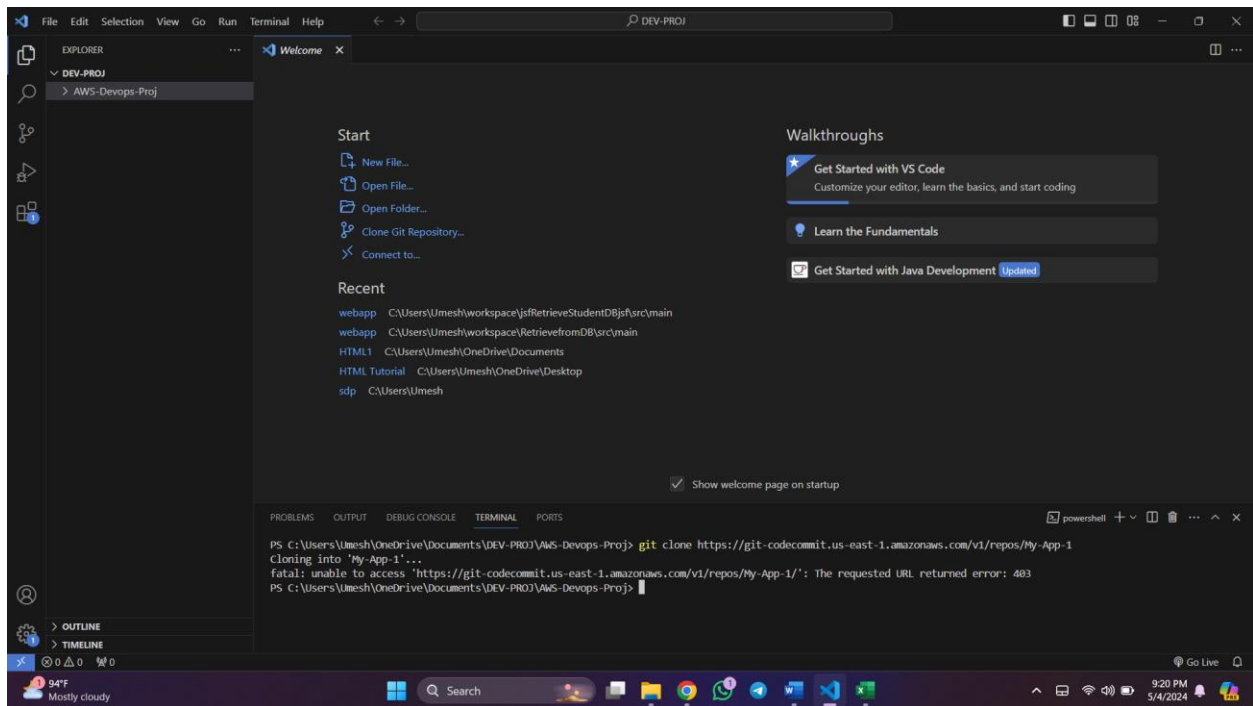 File Edit Selection View Go Run Terminal Help
DEV-PROJ
EXPLORER
Welcome
DEV-PROJ
AWS-Devops-Proj
Start
New File...
Open File...
Open Folder...
Clone Git Repository...
Connect to...
Recent
webapp C:\Users\Umesh\workspace\jsfRetrieveStudentDBjsf\src\main
webapp C:\Users\Umesh\workspace\RetrievefromDB\src\main
HTML1 C:\Users\Umesh\OneDrive\Documents
HTML Tutorial C:\Users\Umesh\OneDrive\Desktop
sdp C:\Users\Umesh
Walkthroughs
Get Started with VS Code
Customize your editor, learn the basics, and start coding
Learn the Fundamentals
Get Started with Java Development Updated
Show welcome page on startup
PROBLEMS OUTPUT DEBUG CONSOLE TERMINAL PORTS
powershell
PS C:\Users\Umesh\OneDrive\Documents\DEV-PROJ\AWS-Devops-Proj> git clone https://git-codecommit.us-east-1.amazonaws.com/v1/repos/My-App-1
Cloning into 'My-App-1'...
fatal: unable to access 'https://git-codecommit.us-east-1.amazonaws.com/v1/repos/My-App-1/': The requested URL returned error: 403
PS C:\Users\Umesh\OneDrive\Documents\DEV-PROJ\AWS-Devops-Proj>
OUTLINE
TIMELINE
0 0 0
Go Live
94°F
Mostly cloudy
Search
9:20 PM
5/4/2024